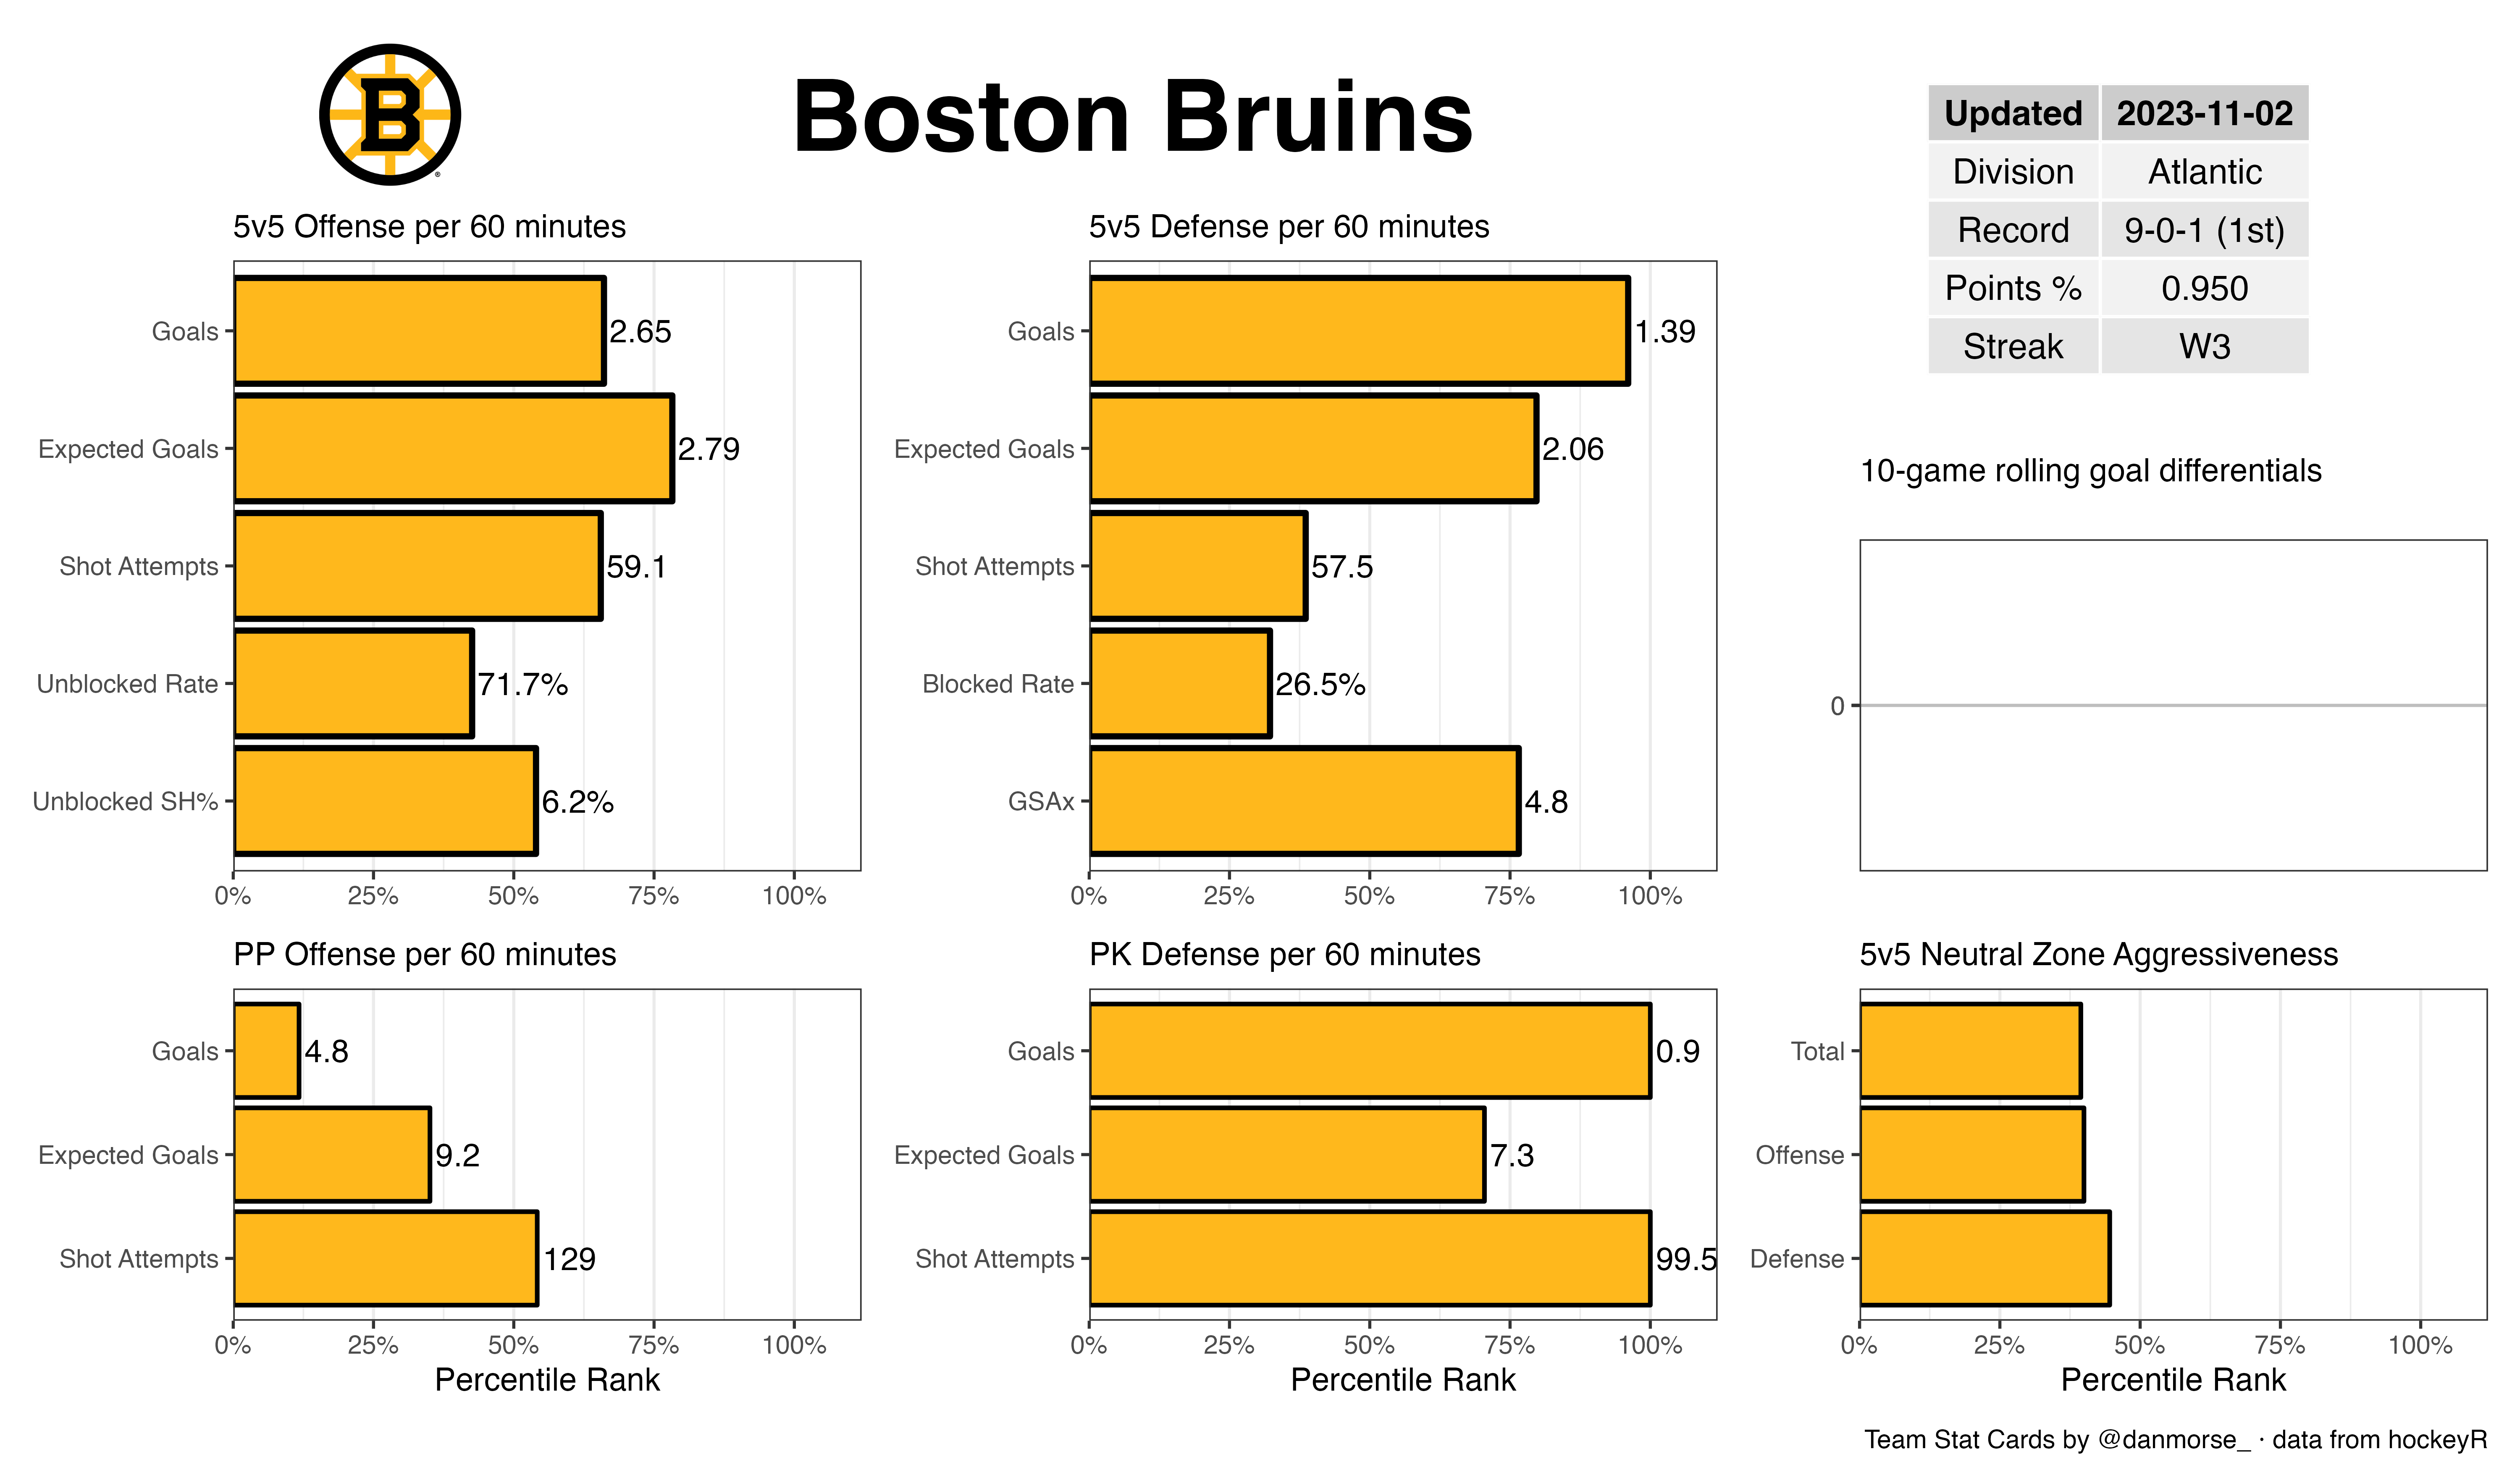 B
®
Boston Bruins
Updated 2023-11-02
Division Atlantic
Record 9-0-1 (1st)
Points % 0.950
Streak W3
5v5 Offense per 60 minutes
Goals 2.65
Expected Goals 2.79
Shot Attempts 59.1
Unblocked Rate 71.7%
Unblocked SH% 6.2%
0% 25% 50% 75% 100%
5v5 Defense per 60 minutes
Goals 1.39
Expected Goals 2.06
Shot Attempts 57.5
Blocked Rate 26.5%
GSAx 4.8
0% 25% 50% 75% 100%
10-game rolling goal differentials
0
PP Offense per 60 minutes
Goals 4.8
Expected Goals 9.2
Shot Attempts 129
0% 25% 50% 75% 100%
Percentile Rank
PK Defense per 60 minutes
Goals 0.9
Expected Goals 7.3
Shot Attempts 99.5
0% 25% 50% 75% 100%
Percentile Rank
5v5 Neutral Zone Aggressiveness
Total
Offense
Defense
0% 25% 50% 75% 100%
Percentile Rank
Team Stat Cards by @danmorse_ · data from hockeyR